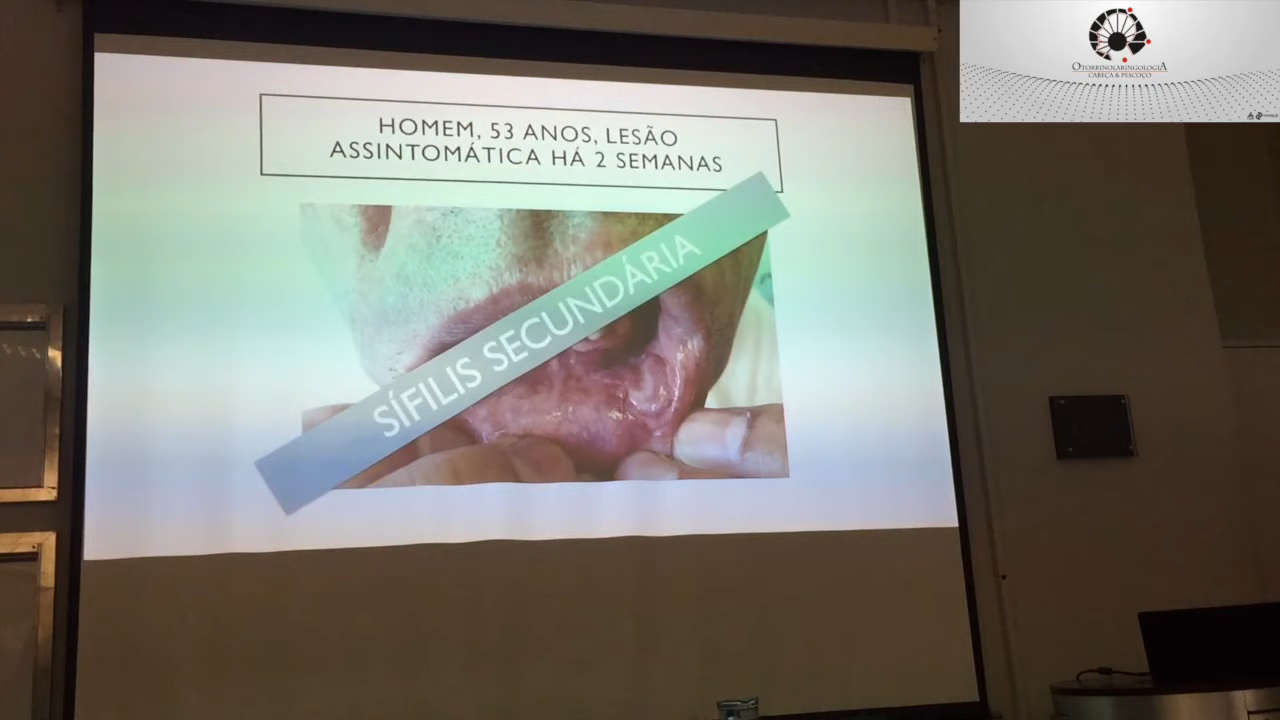 HOMEM, 53 ANOS, LESÃO
ASSINTOMÁTICA HÁ 2 SEMANAS
SÍFILIS SECUNDÁRIA
OTORRINOLARINGOLOGIA
CABEÇA & PESCOÇO